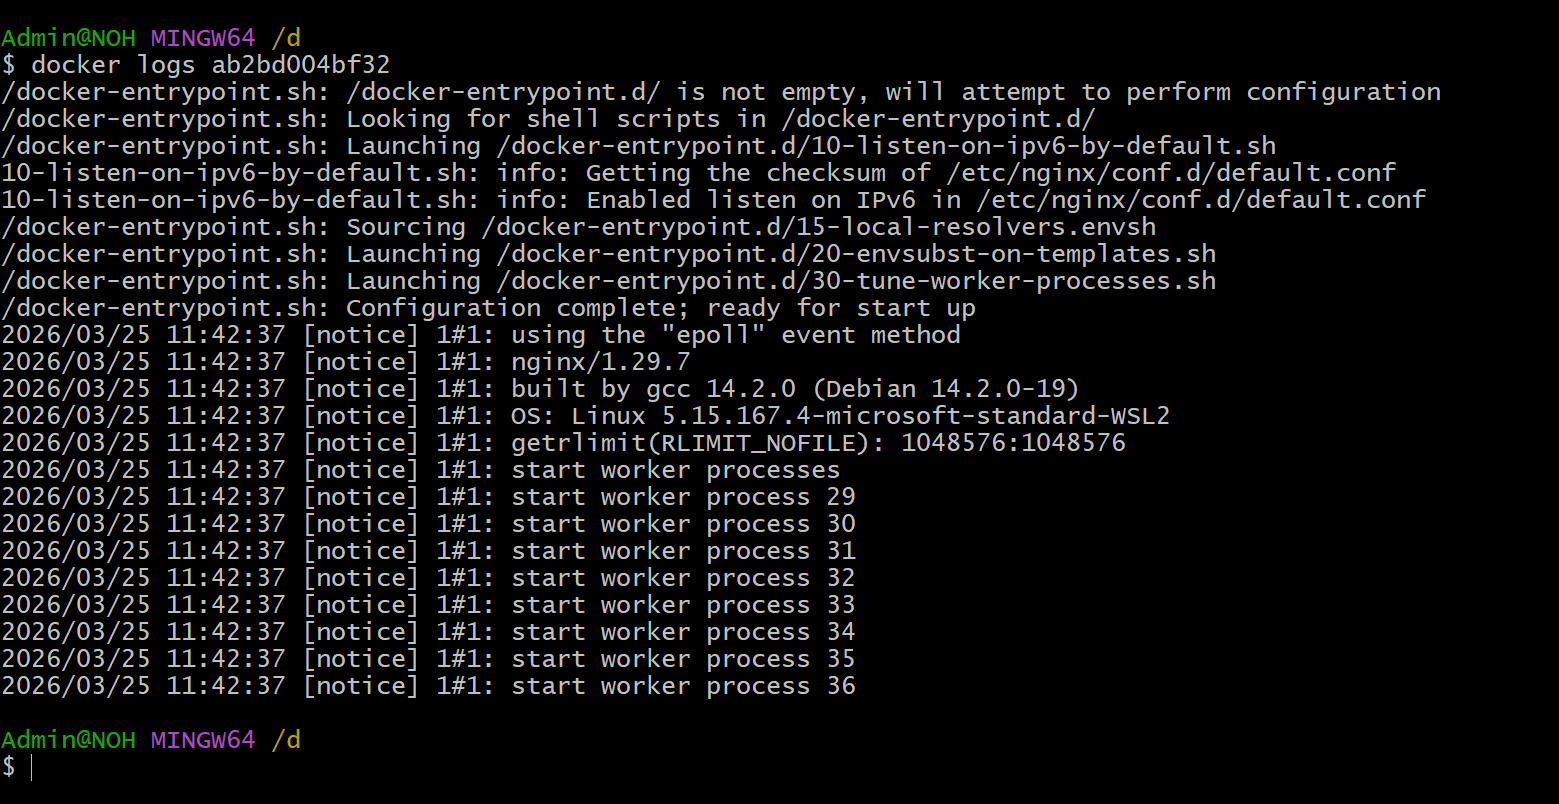 Admin@NOH MINGW64 /d
$ docker logs ab2bd004bf32
/docker-entrypoint.sh: /docker-entrypoint.d/ is not empty, will attempt to perform configuration
/docker-entrypoint.sh: Looking for shell scripts in /docker-entrypoint.d/
/docker-entrypoint.sh: Launching /docker-entrypoint.d/10-listen-on-ipv6-by-default.sh
10-listen-on-ipv6-by-default.sh: info: Getting the checksum of /etc/nginx/conf.d/default.conf
10-listen-on-ipv6-by-default.sh: info: Enabled listen on IPv6 in /etc/nginx/conf.d/default.conf
/docker-entrypoint.sh: Sourcing /docker-entrypoint.d/15-local-resolvers.envsh
/docker-entrypoint.sh: Launching /docker-entrypoint.d/20-envsubst-on-templates.sh
/docker-entrypoint.sh: Launching /docker-entrypoint.d/30-tune-worker-processes.sh
/docker-entrypoint.sh: Configuration complete; ready for start up
2026/03/25 11:42:37 [notice] 1#1: using the "epoll" event method
2026/03/25 11:42:37 [notice] 1#1: nginx/1.29.7
2026/03/25 11:42:37 [notice] 1#1: built by gcc 14.2.0 (Debian 14.2.0-19)
2026/03/25 11:42:37 [notice] 1#1: OS: Linux 5.15.167.4-microsoft-standard-WSL2
2026/03/25 11:42:37 [notice] 1#1: getrlimit(RLIMIT_NOFILE): 1048576:1048576
2026/03/25 11:42:37 [notice] 1#1: start worker processes
2026/03/25 11:42:37 [notice] 1#1: start worker process 29
2026/03/25 11:42:37 [notice] 1#1: start worker process 30
2026/03/25 11:42:37 [notice] 1#1: start worker process 31
2026/03/25 11:42:37 [notice] 1#1: start worker process 32
2026/03/25 11:42:37 [notice] 1#1: start worker process 33
2026/03/25 11:42:37 [notice] 1#1: start worker process 34
2026/03/25 11:42:37 [notice] 1#1: start worker process 35
2026/03/25 11:42:37 [notice] 1#1: start worker process 36
Admin@NOH MINGW64 /d
$